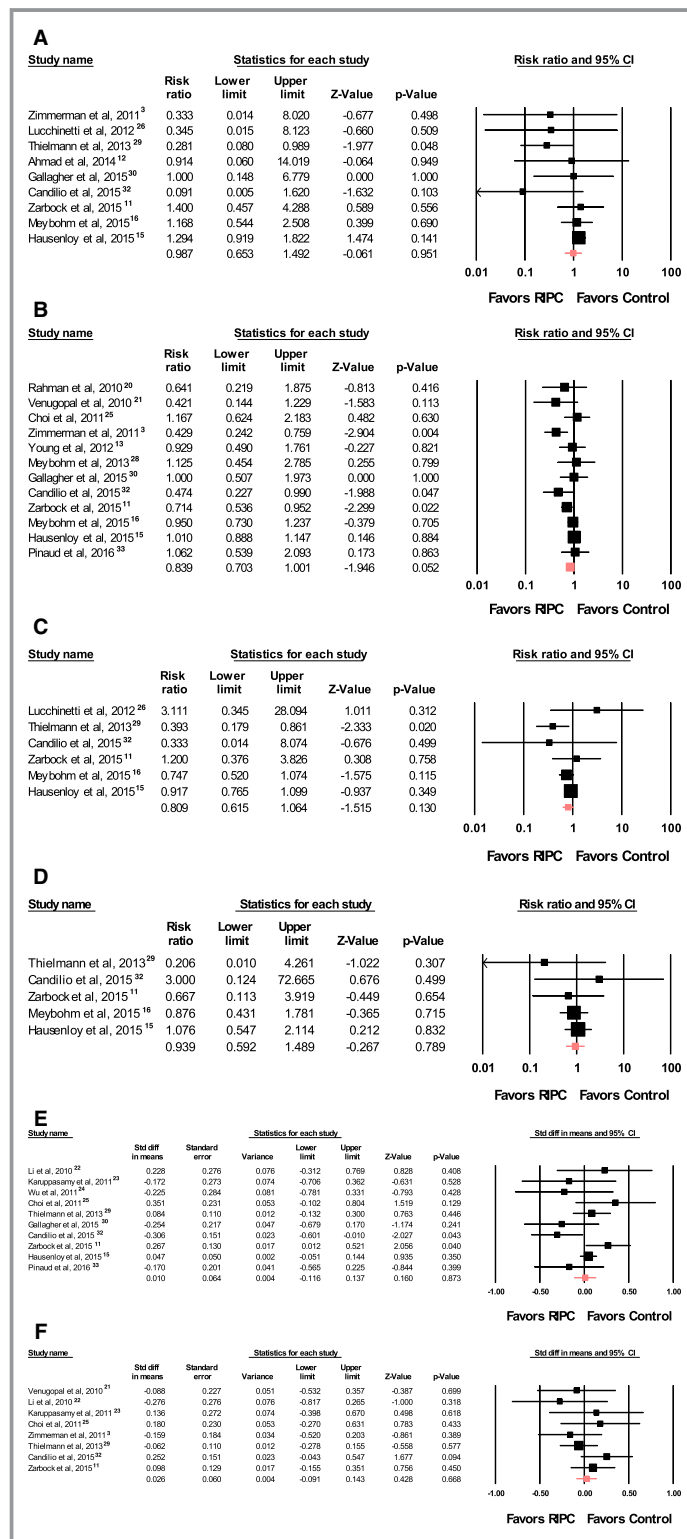 A
Study name Statistics for each study Risk ratio and 95% CI
Risk Lower Upper
ratio limit limit Z-Value p-Value
Zimmerman et al, 2011 3 0.333 0.014 8.020 -0.677 0.498
Lucchinetti et al, 2012 26 0.345 0.015 8.123 -0.660 0.509
Thielmann et al, 2013 29 0.281 0.080 0.989 -1.977 0.048
Ahmad et al, 2014 12 0.914 0.060 14.019 -0.064 0.949
Gallagher et al, 2015 30 1.000 0.148 6.779 0.000 1.000
Candilio et al, 2015 32 0.091 0.005 1.620 -1.632 0.103
Zarbock et al, 2015 11 1.400 0.457 4.288 0.589 0.556
Meybohm et al, 2015 16 1.168 0.544 2.508 0.399 0.690
Hausenloy et al, 2015 15 1.294 0.919 1.822 1.474 0.141
0.987 0.653 1.492 -0.061 0.951
0.01 0.1 1 10 100
Favors RIPC Favors Control
B
Study name Statistics for each study Risk ratio and 95% CI
Risk Lower Upper
ratio limit limit Z-Value p-Value
Rahman et al, 2010 20 0.641 0.219 1.875 -0.813 0.416
Venugopal et al, 2010 21 0.421 0.144 1.229 -1.583 0.113
Choi et al, 2011 25 1.167 0.624 2.183 0.482 0.630
Zimmerman et al, 2011 3 0.429 0.242 0.759 -2.904 0.004
Young et al, 2012 13 0.929 0.490 1.761 -0.227 0.821
Meybohm et al, 2013 28 1.125 0.454 2.785 0.255 0.799
Gallagher et al, 2015 30 1.000 0.507 1.973 0.000 1.000
Candilio et al, 2015 32 0.474 0.227 0.990 -1.988 0.047
Zarbock et al, 2015 11 0.714 0.536 0.952 -2.299 0.022
Meybohm et al, 2015 16 0.950 0.730 1.237 -0.379 0.705
Hausenloy et al, 2015 15 1.010 0.888 1.147 0.146 0.884
Pinaud et al, 2016 33 1.062 0.539 2.093 0.173 0.863
0.839 0.703 1.001 -1.946 0.052
0.01 0.1 1 10 100
Favors RIPC Favors Control
C
Study name Statistics for each study Risk ratio and 95% CI
Risk Lower Upper
ratio limit limit Z-Value p-Value
Lucchinetti et al, 2012 26 3.111 0.345 28.094 1.011 0.312
Thielmann et al, 2013 29 0.393 0.179 0.861 -2.333 0.020
Candilio et al, 2015 32 0.333 0.014 8.074 -0.676 0.499
Zarbock et al, 2015 11 1.200 0.376 3.826 0.308 0.758
Meybohm et al, 2015 16 0.747 0.520 1.074 -1.575 0.115
Hausenloy et al, 2015 15 0.917 0.765 1.099 -0.937 0.349
0.809 0.615 1.064 -1.515 0.130
0.01 0.1 1 10 100
Favors RIPC Favors Control
D
Study name Statistics for each study Risk ratio and 95% CI
Risk Lower Upper
ratio limit limit Z-Value p-Value
Thielmann et al, 2013 29 0.206 0.010 4.261 -1.022 0.307
Candilio et al, 2015 32 3.000 0.124 72.665 0.676 0.499
Zarbock et al, 2015 11 0.667 0.113 3.919 -0.449 0.654
Meybohm et al, 2015 16 0.876 0.431 1.781 -0.365 0.715
Hausenloy et al, 2015 15 1.076 0.547 2.114 0.212 0.832
0.939 0.592 1.489 -0.267 0.789
0.01 0.1 1 10 100
Favors RIPC Favors Control
E
Study name Statistics for each study Std diff in means and 95% CI
Std diff Standard Lower Upper
in means error Variance limit limit Z-Value p-Value
Li et al, 2010 22 0.228 0.276 0.076 -0.312 0.769 0.828 0.408
Karuppasamy et al, 2011 23 -0.172 0.273 0.074 -0.706 0.362 -0.631 0.528
Wu et al, 2011 24 -0.225 0.284 0.081 -0.781 0.331 -0.793 0.428
Choi et al, 2011 25 0.351 0.231 0.053 -0.102 0.804 1.519 0.129
Thielmann et al, 2013 29 0.084 0.110 0.012 -0.132 0.300 0.763 0.446
Gallagher et al, 2015 30 -0.254 0.217 0.047 -0.679 0.170 -1.174 0.241
Candilio et al, 2015 32 -0.306 0.151 0.023 -0.601 -0.010 -2.027 0.043
Zarbock et al, 2015 11 0.267 0.130 0.017 0.012 0.521 2.056 0.040
Hausenloy et al, 2015 15 0.047 0.050 0.002 -0.051 0.144 0.935 0.350
Pinaud et al, 2016 33 -0.170 0.201 0.041 -0.565 0.225 -0.844 0.399
0.010 0.064 0.004 -0.116 0.137 0.160 0.873
-1.00 -0.50 0.00 0.50 1.00
Favors RIPC Favors Control
F
Study name Statistics for each study Std diff in means and 95% CI
Std diff Standard Lower Upper
in means error Variance limit limit Z-Value p-Value
Venugopal et al, 2010 21 -0.088 0.227 0.051 -0.532 0.357 -0.387 0.699
Li et al, 2010 22 -0.276 0.276 0.076 -0.817 0.265 -1.000 0.318
Karuppasamy et al, 2011 23 0.136 0.272 0.074 -0.398 0.670 0.498 0.618
Choi et al, 2011 25 0.180 0.230 0.053 -0.270 0.631 0.783 0.433
Zimmerman et al, 2011 3 -0.159 0.184 0.034 -0.520 0.203 -0.861 0.389
Thielmann et al, 2013 29 -0.062 0.110 0.012 -0.278 0.155 -0.558 0.577
Candilio et al, 2015 32 0.252 0.151 0.023 -0.043 0.547 1.677 0.094
Zarbock et al, 2015 11 0.098 0.129 0.017 -0.155 0.351 0.756 0.450
0.026 0.060 0.004 -0.091 0.143 0.428 0.668
-1.00 -0.50 0.00 0.50 1.00
Favors RIPC Favors Control